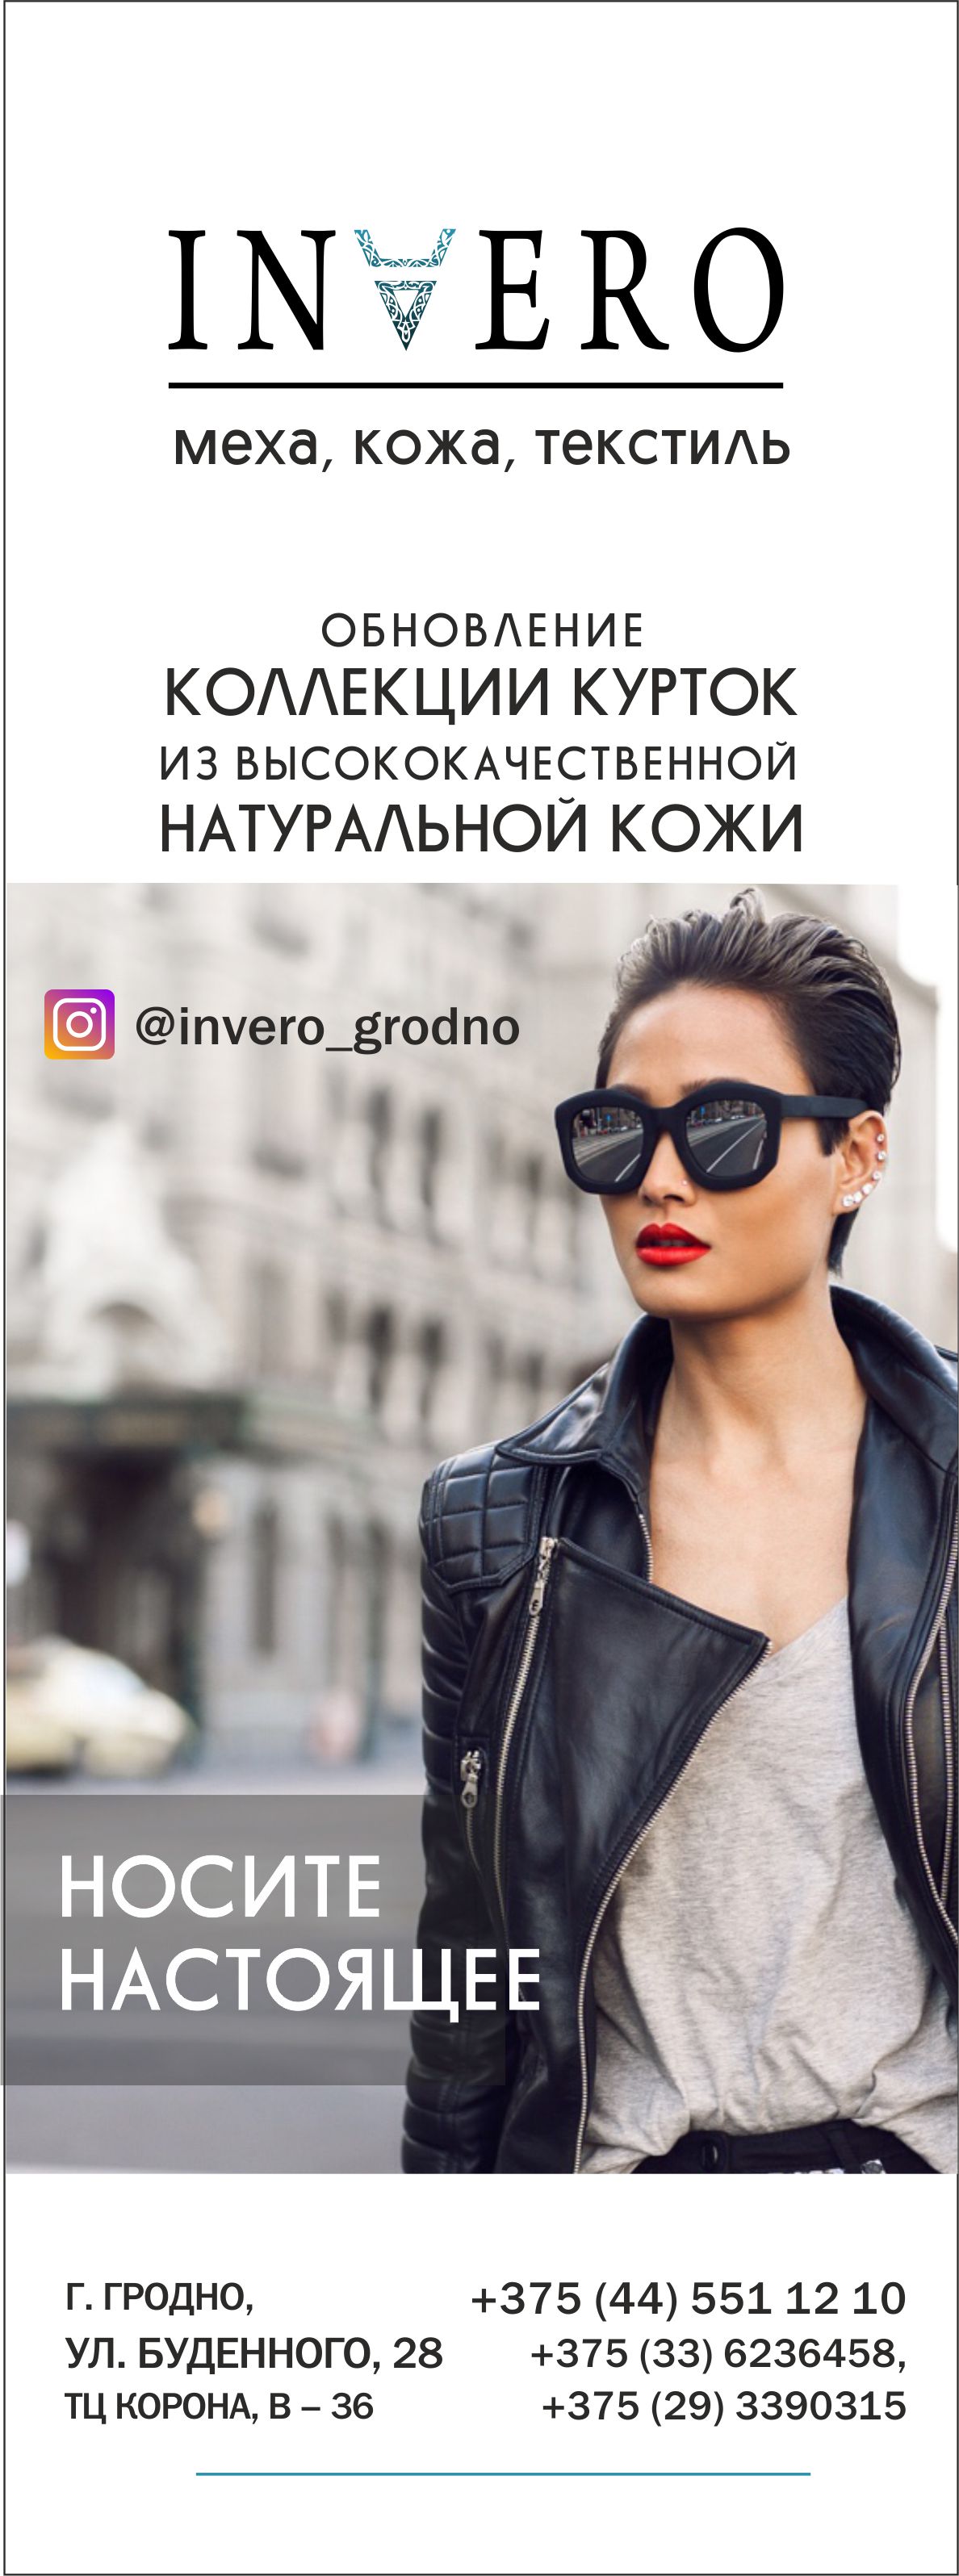 INVERO
меха, кожа, текстиль
ОБНОВЛЕНИЕ
КОЛЛЕКЦИИ КУРТОК
ИЗ ВЫСОКОКАЧЕСТВЕННОЙ
НАТУРАЛЬНОЙ КОЖИ
@invero_grodno
НОСИТЕ
НАСТОЯЩЕЕ
Г. ГРОДНО,
УЛ. БУДЕННОГО, 28
ТЦ КОРОНА, В – 36
+375 (44) 551 12 10
+375 (33) 6236458,
+375 (29) 3390315